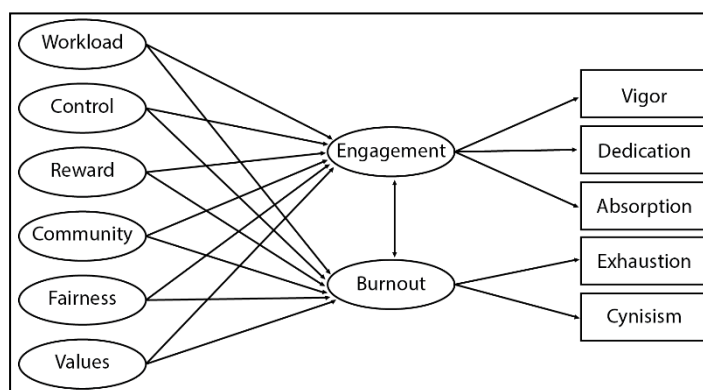 Workload
Control
Reward
Community
Fairness
Values
Engagement
Burnout
Vigor
Dedication
Absorption
Exhaustion
Cynisism